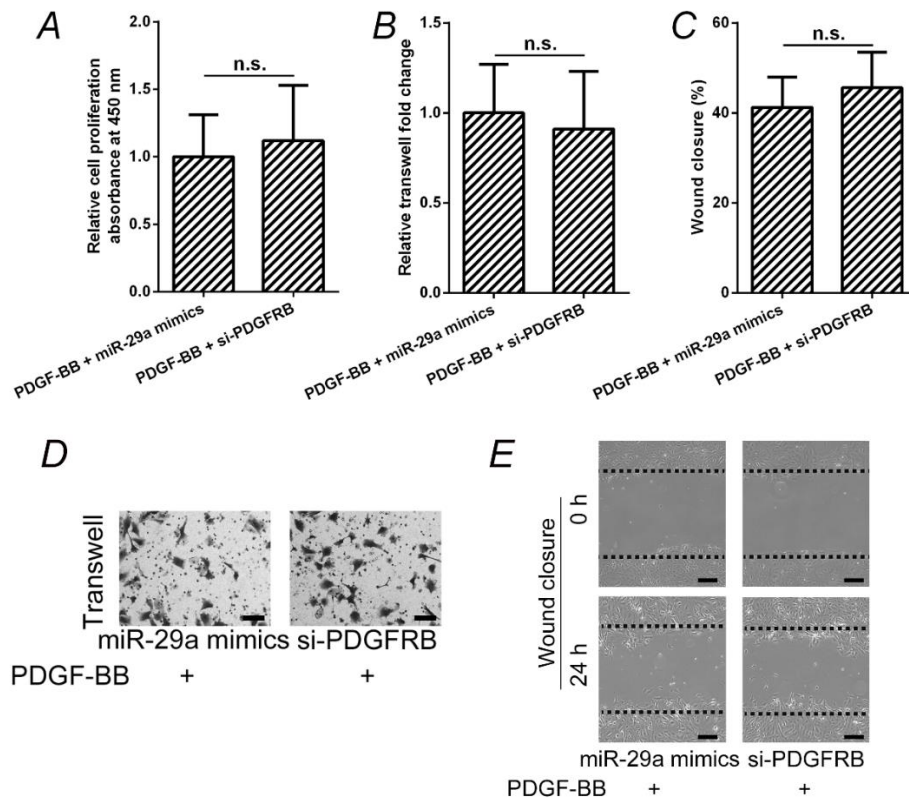 A
Relative cell proliferation
absorbance at 450 nm
2.0
1.5
1.0
0.5
0.0
n.s.
PDGF-BB + miR-29a mimics
PDGF-BB + si-PDGFRB
B
Relative transwell fold change
1.5
1.0
0.5
0.0
n.s.
PDGF-BB + miR-29a mimics
PDGF-BB + si-PDGFRB
C
Wound closure (%)
60
40
20
0
n.s.
PDGF-BB + miR-29a mimics
PDGF-BB + si-PDGFRB
D
Transwell
miR-29a mimics si-PDGFRB
PDGF-BB + +
E
Wound closure
0 h
24 h
miR-29a mimics si-PDGFRB
PDGF-BB + +